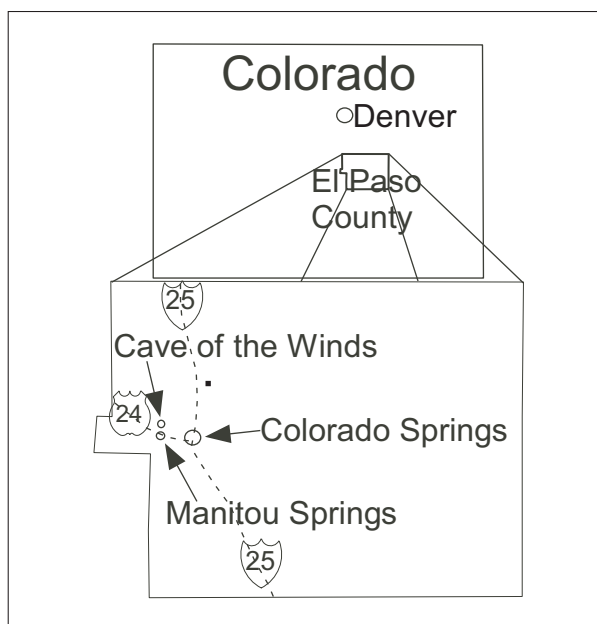 Colorado
Denver
El Paso
County
25
Cave of the Winds
24
Colorado Springs
Manitou Springs
25